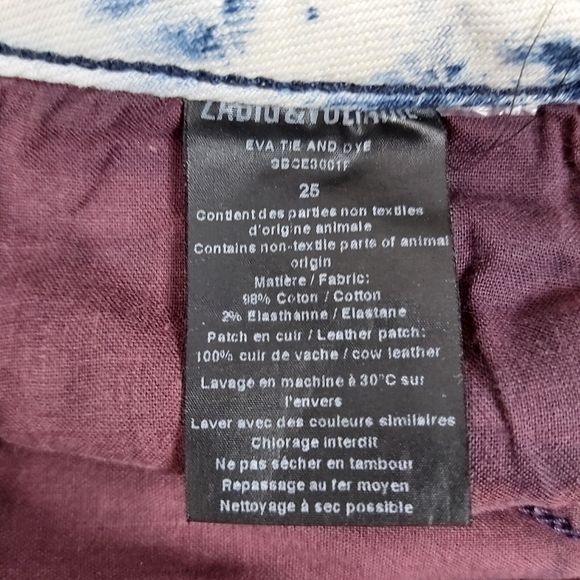 ZADIG&VOLTAIRE
EVA TIE AND DYE
SBCE3001F
25
Contient des parties non textiles
d'origine animale
Contains non-textile parts of animal
origin
Matière / Fabric:
98% Coton / Cotton
2% Elasthanne / Elastane
Patch en cuir / Leather patch:
100% cuir de vache / cow leather
Lavage en machine à 30°C sur
l'envers
Laver avec des couleurs similaires
Chlorage interdit
Ne pas sécher en tambour
Repassage au fer moyen
Nettoyage à sec possible